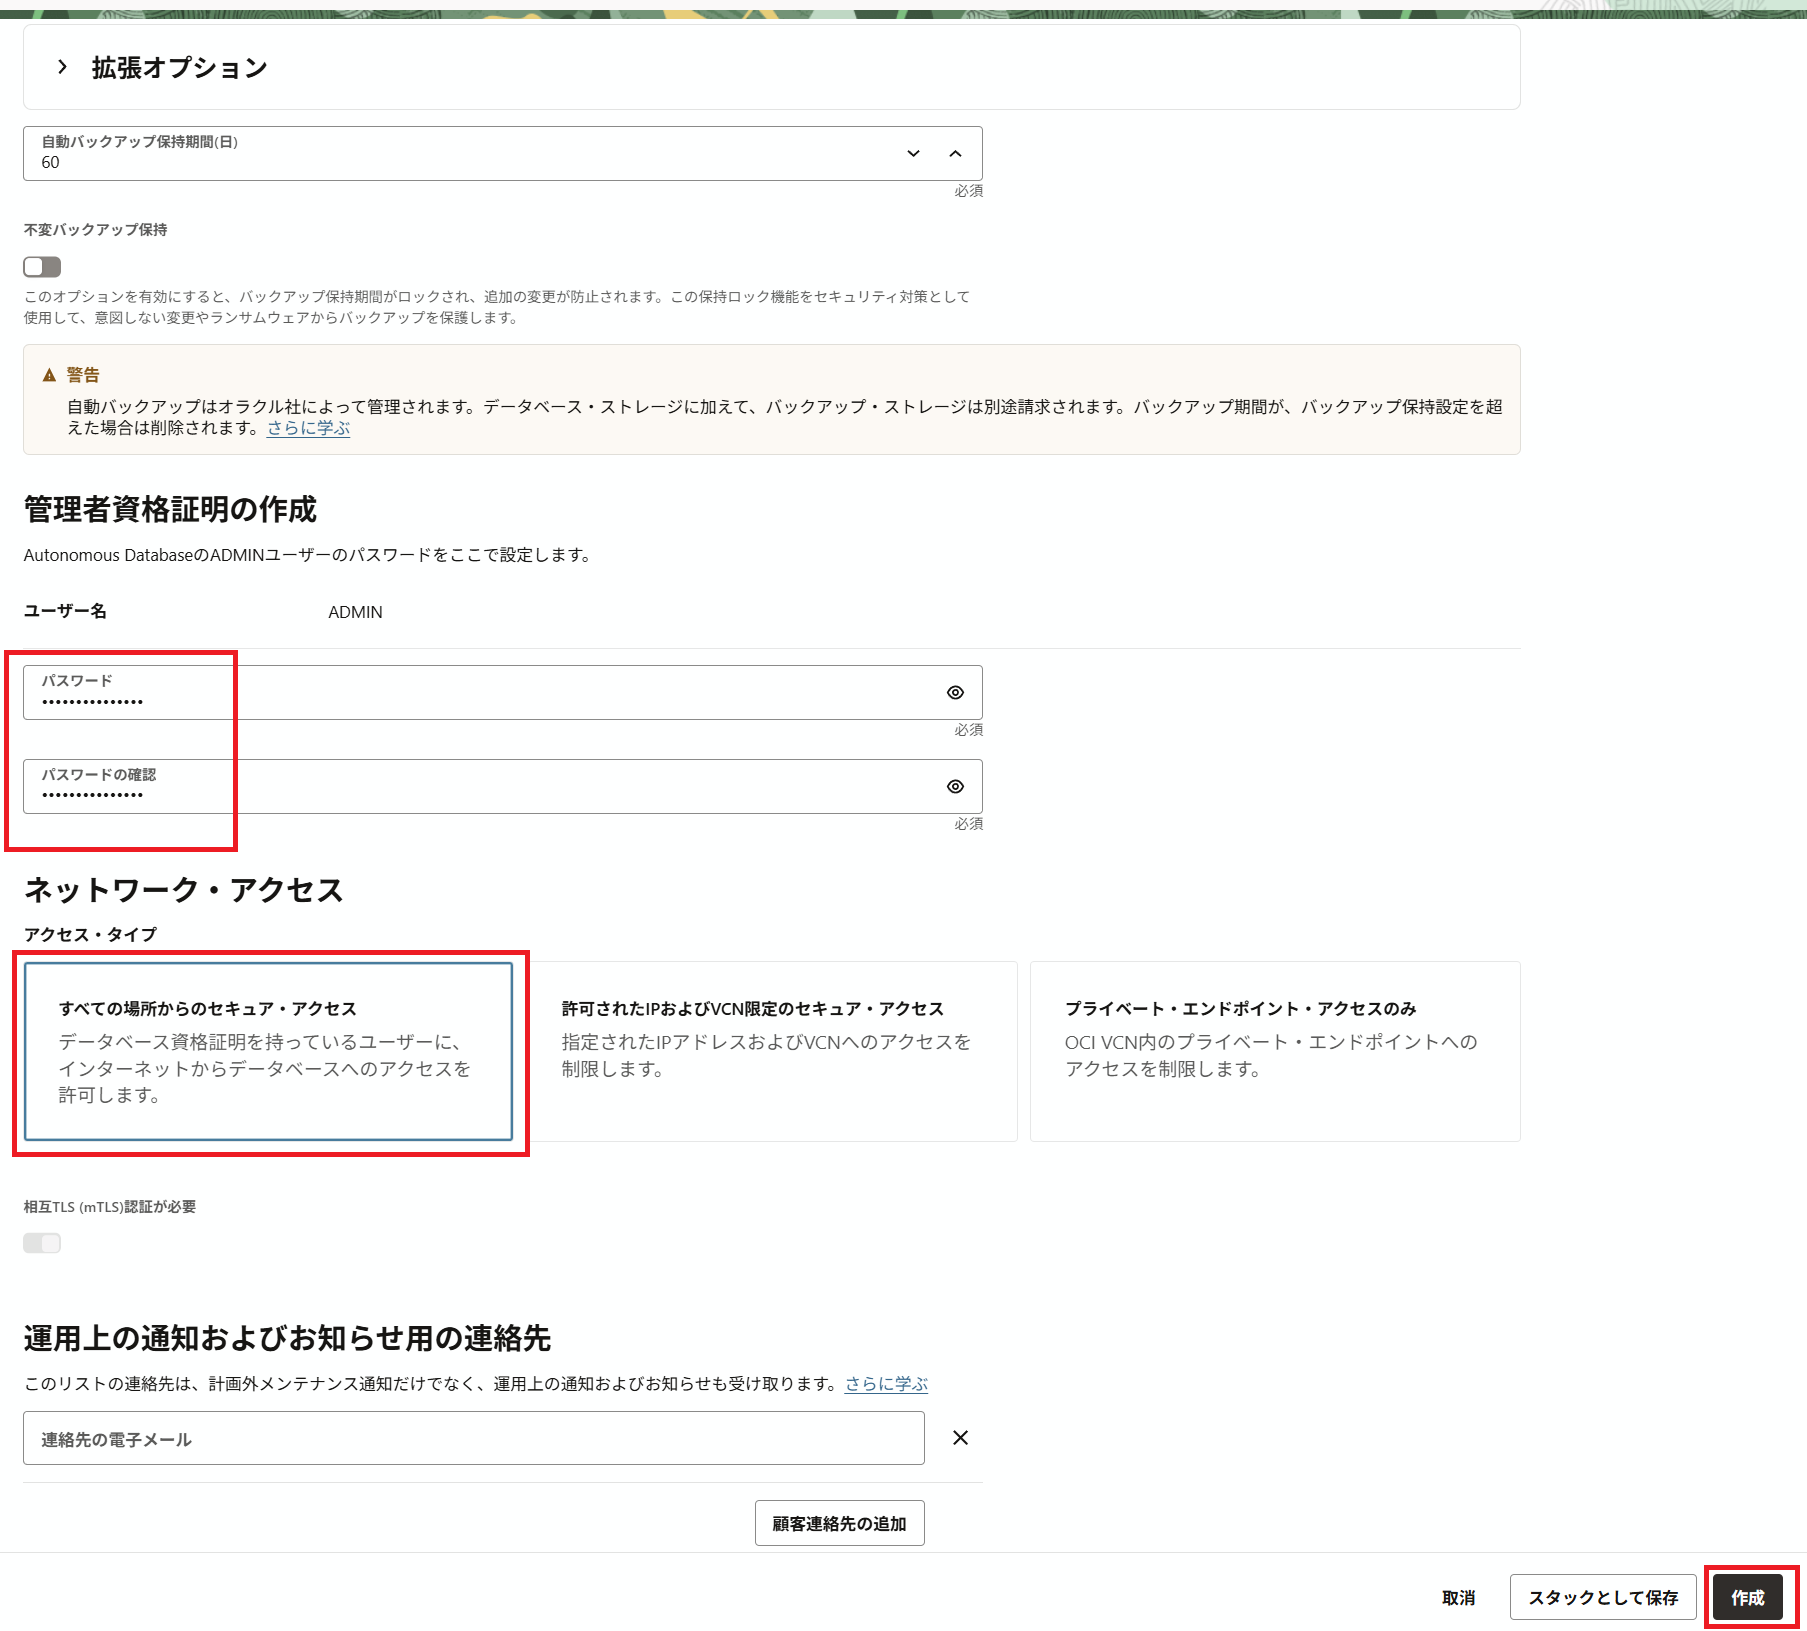 拡張オプション
自動バックアップ保持期間(日)
60
必須
不変バックアップ保持
このオプションを有効にすると、バックアップ保持期間がロックされ、追加の変更が防止されます。この保持ロック機能をセキュリティ対策として
使用して、意図しない変更やランサムウェアからバックアップを保護します。
警告
自動バックアップはオラクル社によって管理されます。データベース・ストレージに加えて、バックアップ・ストレージは別途請求されます。バックアップ期間が、バックアップ保持設定を超
えた場合は削除されます。さらに学ぶ
管理者資格証明の作成
Autonomous DatabaseのADMINユーザーのパスワードをここで設定します。
ユーザー名 ADMIN
パスワード
•••••••••••••••
必須
パスワードの確認
•••••••••••••••
必須
ネットワーク・アクセス
アクセス・タイプ
すべての場所からのセキュア・アクセス
データベース資格証明を持っているユーザーに、
インターネットからデータベースへのアクセスを
許可します。
許可されたIPおよびVCN限定のセキュア・アクセス
指定されたIPアドレスおよびVCNへのアクセスを
制限します。
プライベート・エンドポイント・アクセスのみ
OCI VCN内のプライベート・エンドポイントへの
アクセスを制限します。
相互TLS (mTLS)認証が必要
運用上の通知およびお知らせ用の連絡先
このリストの連絡先は、計画外メンテナンス通知だけでなく、運用上の通知およびお知らせも受け取ります。さらに学ぶ
連絡先の電子メール
顧客連絡先の追加
取消 スタックとして保存 作成